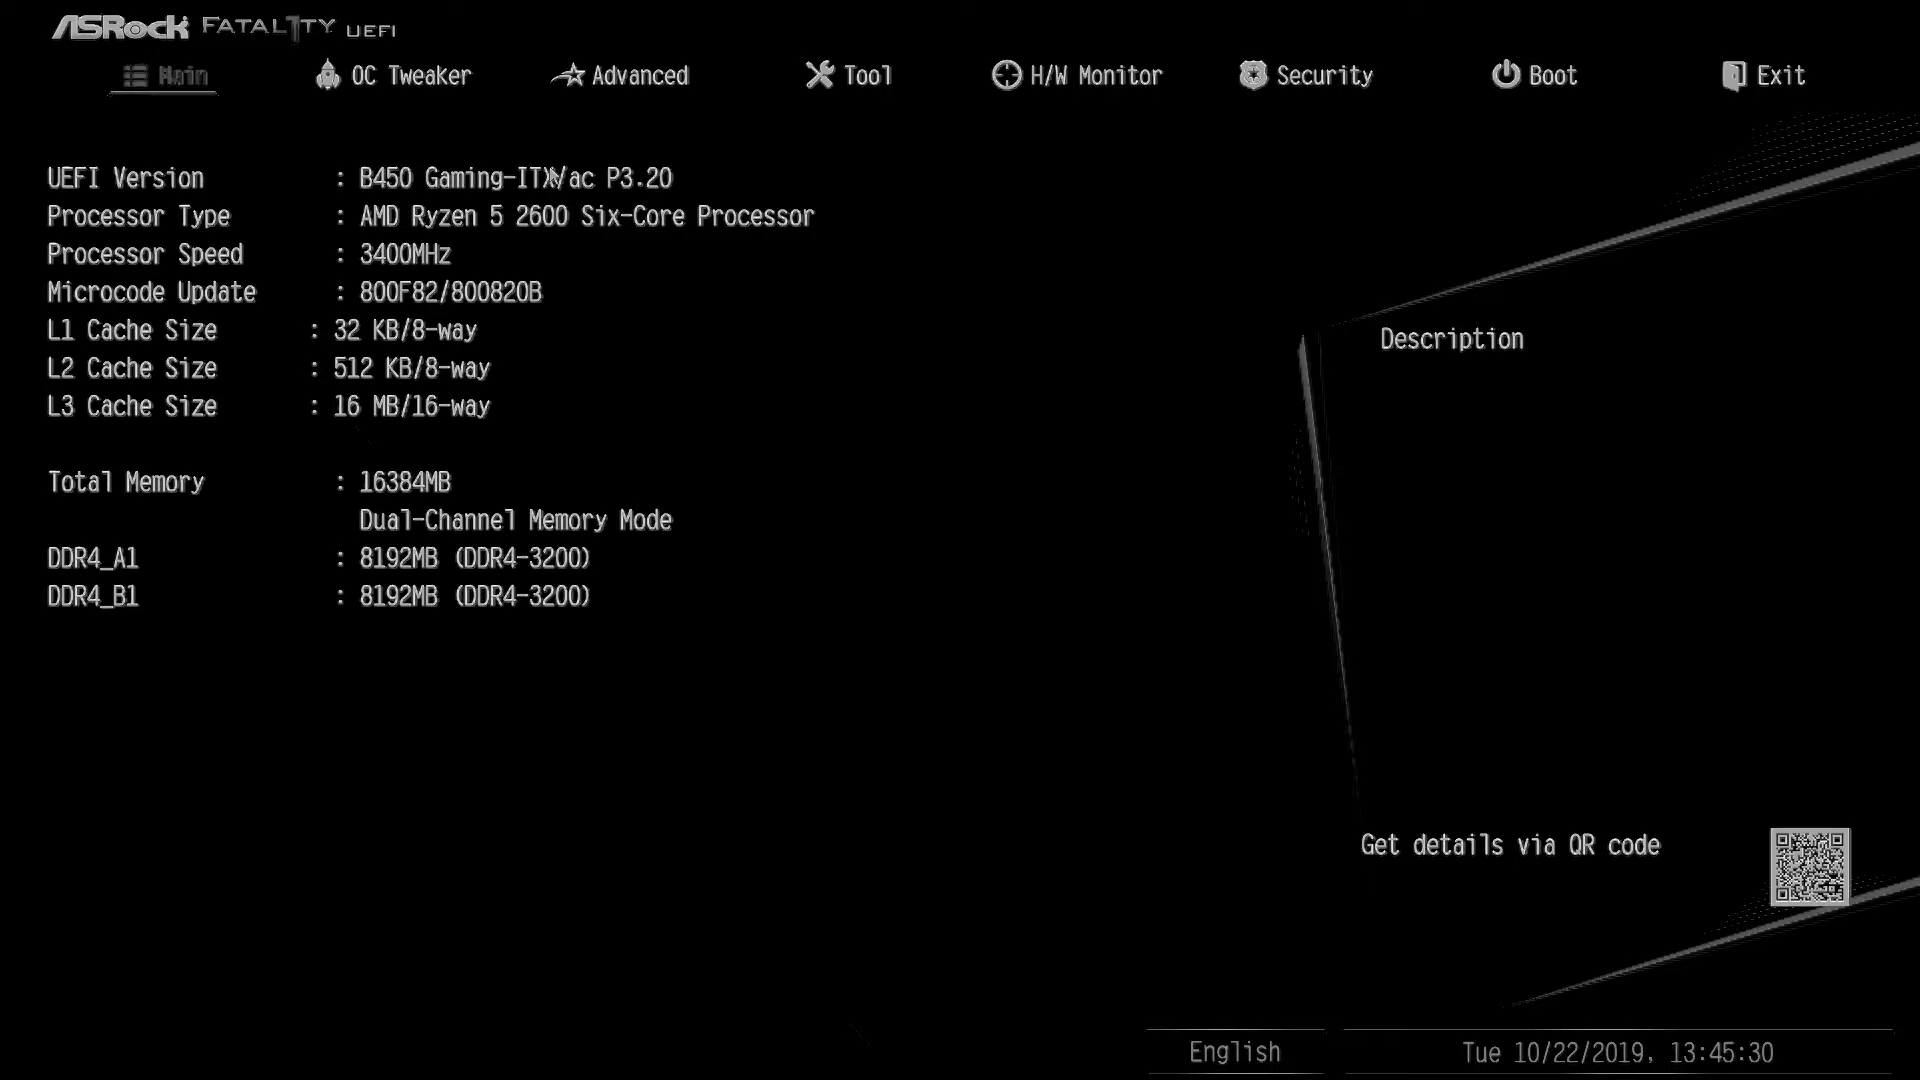 ASRock FATAL1TY UEFI
Main OC Tweaker Advanced Tool H/W Monitor Security Boot Exit
UEFI Version : B450 Gaming-ITX/ac P3.20
Processor Type : AMD Ryzen 5 2600 Six-Core Processor
Processor Speed : 3400MHz
Microcode Update : 800F82/800820B
L1 Cache Size : 32 KB/8-way
L2 Cache Size : 512 KB/8-way
L3 Cache Size : 16 MB/16-way
Total Memory : 16384MB
Dual-Channel Memory Mode
DDR4_A1 : 8192MB (DDR4-3200)
DDR4_B1 : 8192MB (DDR4-3200)
Description
Get details via QR code
English
Tue 10/22/2019, 13:45:30